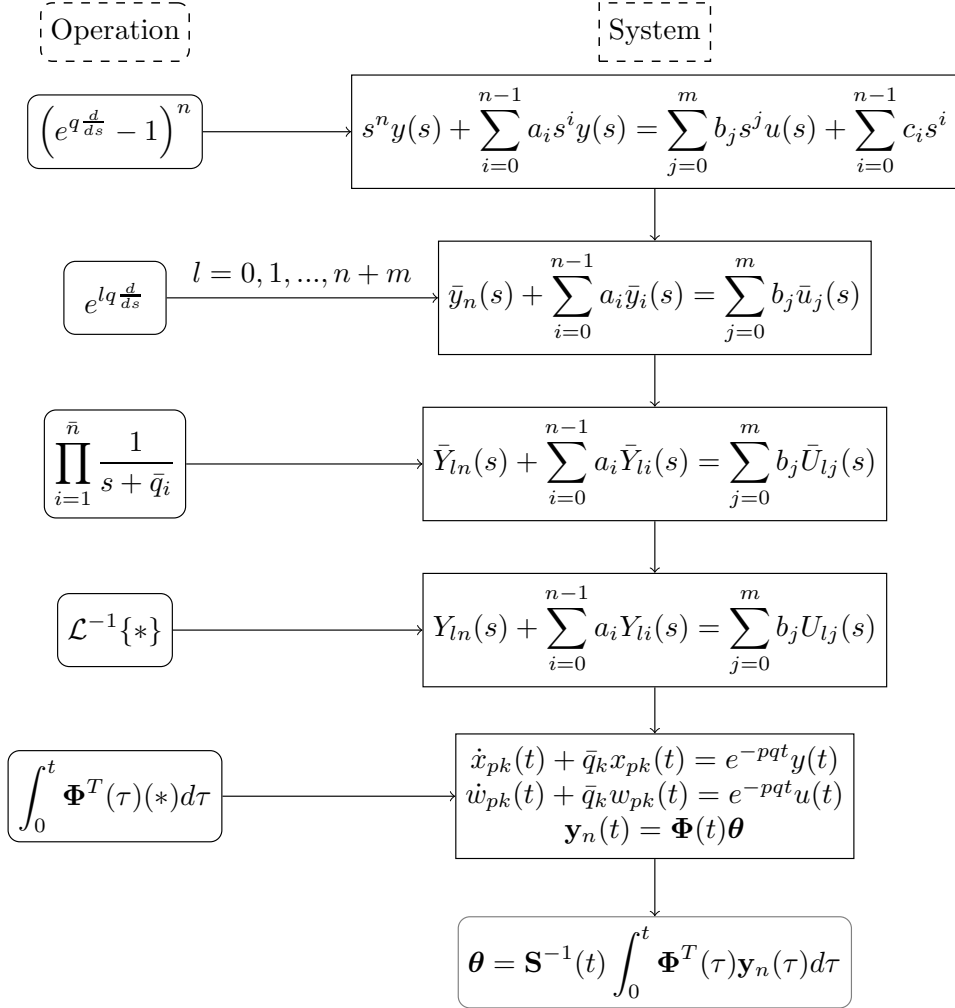 Operation
System
$\left(e^{q\frac{d}{ds}} - 1\right)^n$
$s^n y(s) + \sum_{i=0}^{n-1} a_i s^i y(s) = \sum_{j=0}^{m} b_j s^j u(s) + \sum_{i=0}^{n-1} c_i s^i$
$e^{lq\frac{d}{ds}}$
$l = 0, 1, ..., n + m$
$\bar{y}_n(s) + \sum_{i=0}^{n-1} a_i \bar{y}_i(s) = \sum_{j=0}^{m} b_j \bar{u}_j(s)$
$\prod_{i=1}^{\bar{n}} \frac{1}{s + \bar{q}_i}$
$\bar{Y}_{ln}(s) + \sum_{i=0}^{n-1} a_i \bar{Y}_{li}(s) = \sum_{j=0}^{m} b_j \bar{U}_{lj}(s)$
$\mathcal{L}^{-1}\{*\}$
$Y_{ln}(s) + \sum_{i=0}^{n-1} a_i Y_{li}(s) = \sum_{j=0}^{m} b_j U_{lj}(s)$
$\int_0^t \mathbf{\Phi}^T(\tau)(*)d\tau$
$\dot{x}_{pk}(t) + \bar{q}_k x_{pk}(t) = e^{-pqt} y(t)$
$\dot{w}_{pk}(t) + \bar{q}_k w_{pk}(t) = e^{-pqt} u(t)$
$\mathbf{y}_n(t) = \mathbf{\Phi}(t)\boldsymbol{\theta}$
$\boldsymbol{\theta} = \mathbf{S}^{-1}(t) \int_0^t \mathbf{\Phi}^T(\tau)\mathbf{y}_n(\tau)d\tau$